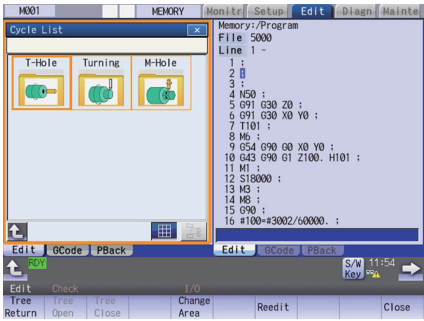 M001 MEMORY Monitr Setup Edit Diagn Mainte
Cycle List
T-Hole Turning M-Hole
Edit GCode PBack
Memory:/Program
File 5000
Line 1 -
1 ;
2 ;
3 ;
4 N50 ;
5 G91 G30 Z0 ;
6 G91 G30 X0 Y0 ;
7 T101 ;
8 M6 ;
9 G54 G90 G0 X0 Y0 ;
10 G43 G90 G1 Z100. H101 ;
11 M1 ;
12 S18000 ;
13 M3 ;
14 M8 ;
15 G90 ;
16 #100=#3002/60000. ;
Edit GCode PBack
RDY S/W Key 11:54
Edit Check I/O
Tree Return Tree Open Tree Close Change Area Reedit Close